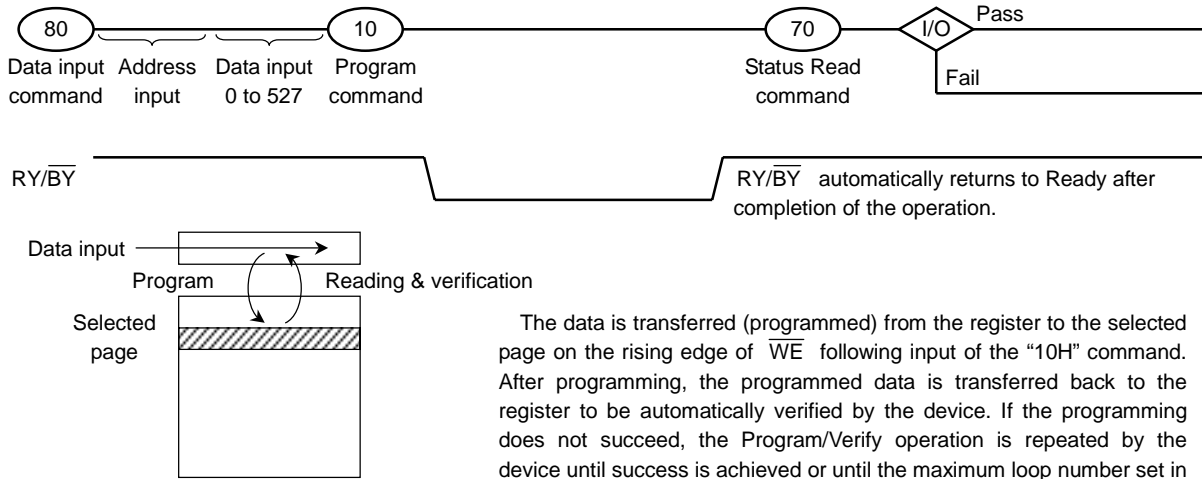 80 10 70 I/O Pass
Data input Address Data input Program Status Read
command input 0 to 527 command command Fail
RY/BY RY/BY automatically returns to Ready after
completion of the operation.
Data input
Program Reading & verification
Selected
page
The data is transferred (programmed) from the register to the selected
page on the rising edge of WE following input of the “10H” command.
After programming, the programmed data is transferred back to the
register to be automatically verified by the device. If the programming
does not succeed, the Program/Verify operation is repeated by the
device until success is achieved or until the maximum loop number set in